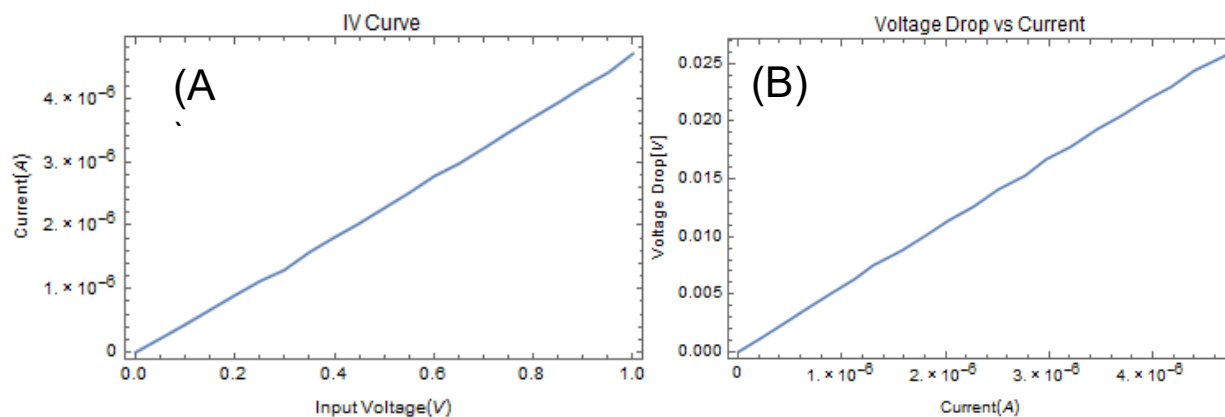 IV Curve
(A
`
4. × 10⁻⁶
3. × 10⁻⁶
2. × 10⁻⁶
1. × 10⁻⁶
0
Current(A)
0.0 0.2 0.4 0.6 0.8 1.0
Input Voltage(V)
Voltage Drop vs Current
(B)
0.025
0.020
0.015
0.010
0.005
0.000
Voltage Drop[V]
0 1. × 10⁻⁶ 2. × 10⁻⁶ 3. × 10⁻⁶ 4. × 10⁻⁶
Current(A)